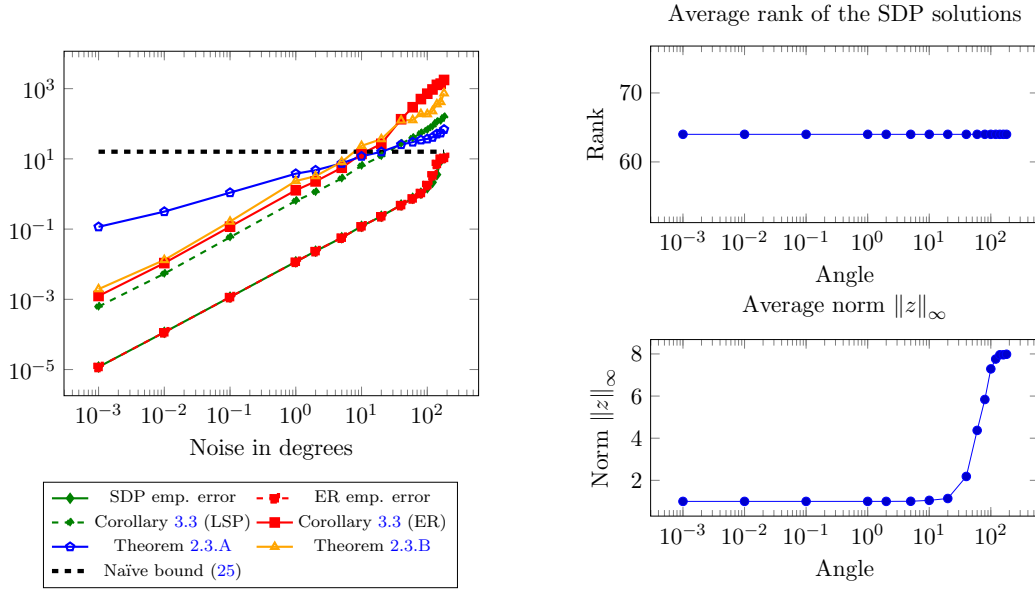 10^3
10^1
10^−1
10^−3
10^−5
10^−3 10^−2 10^−1 10^0 10^1 10^2
Noise in degrees
SDP emp. error ER emp. error
Corollary 3.3 (LSP) Corollary 3.3 (ER)
Theorem 2.3.A Theorem 2.3.B
Naïve bound (25)
Average rank of the SDP solutions
Rank
70
60
10^−3 10^−2 10^−1 10^0 10^1 10^2
Angle
Average norm ‖z‖_∞
Norm ‖z‖_∞
8
6
4
2
10^−3 10^−2 10^−1 10^0 10^1 10^2
Angle